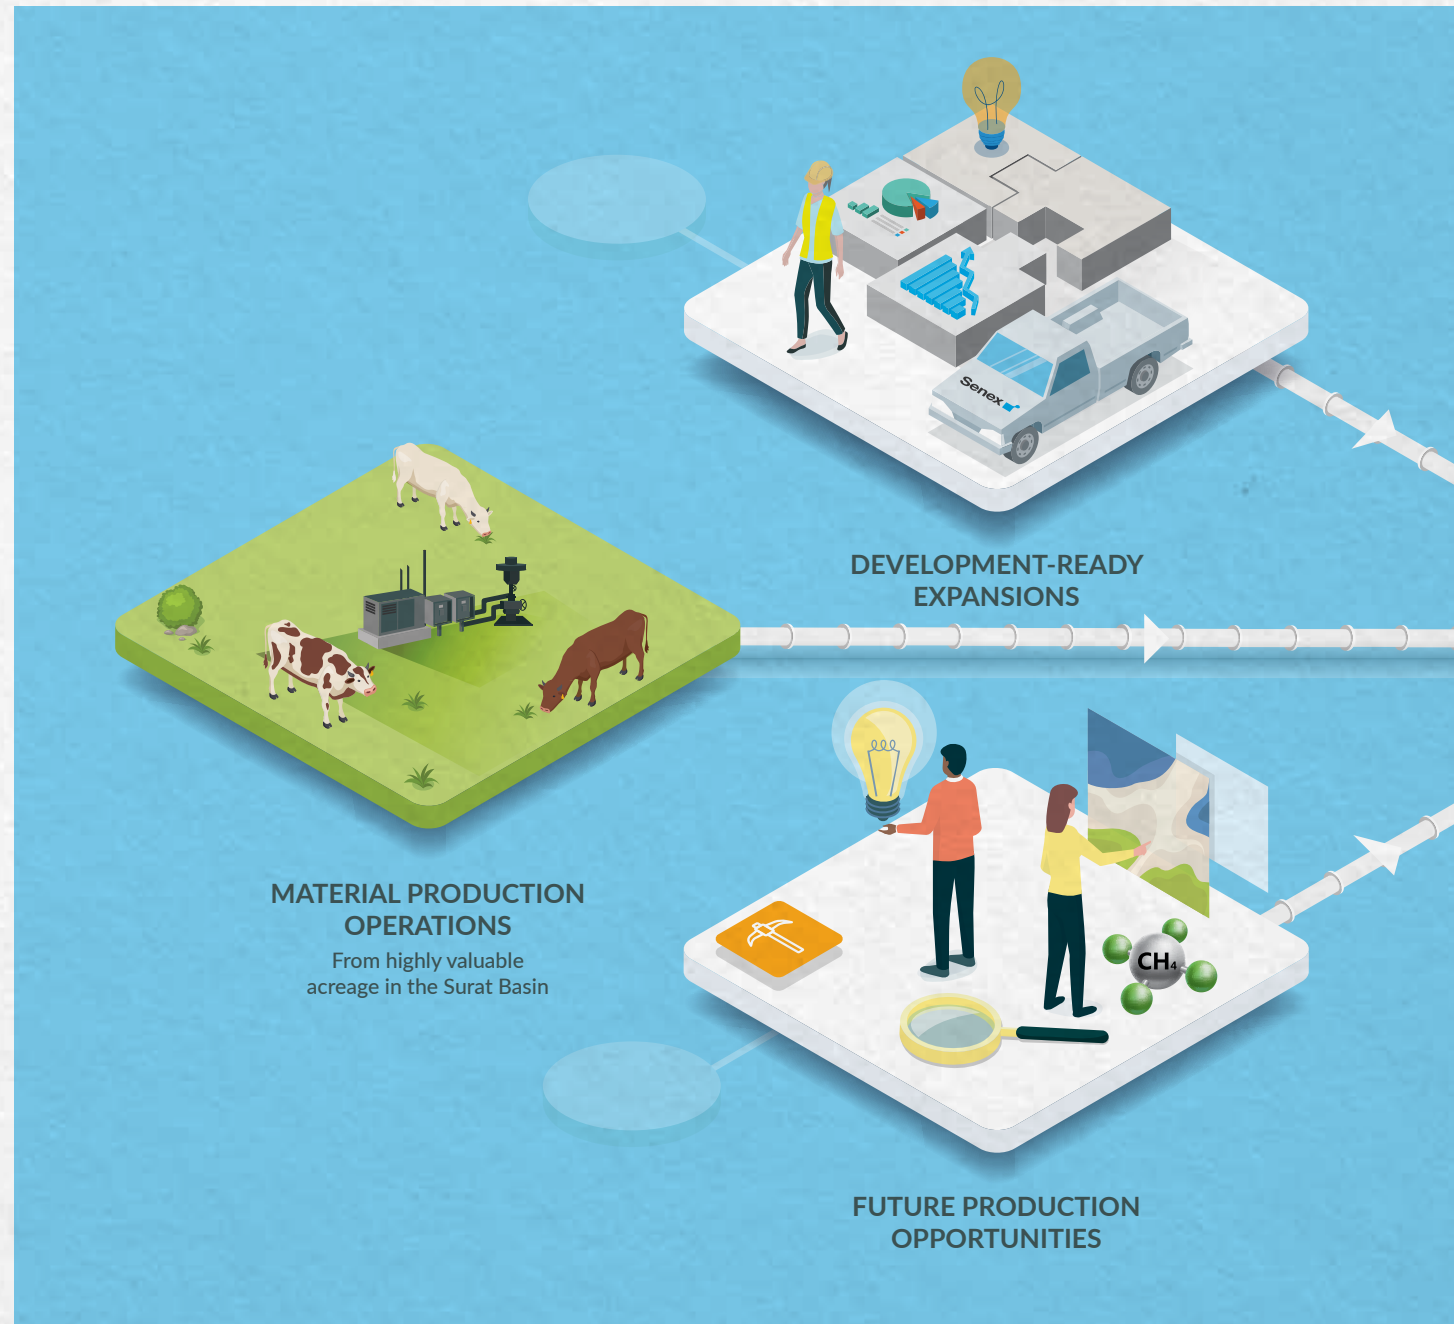 Senex
DEVELOPMENT-READY
EXPANSIONS
MATERIAL PRODUCTION
OPERATIONS
From highly valuable
acreage in the Surat Basin
CH₄
FUTURE PRODUCTION
OPPORTUNITIES